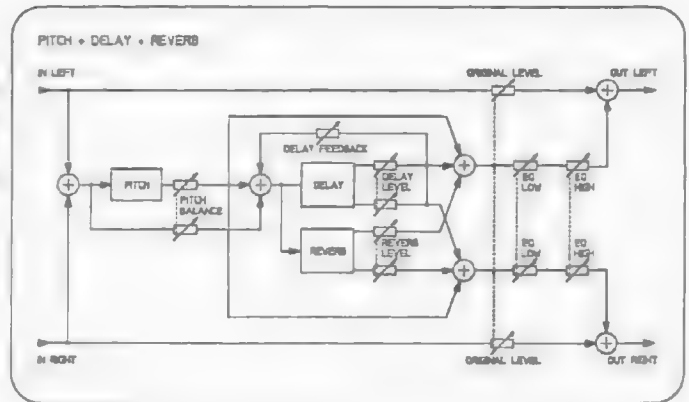 PITCH + DELAY + REVERB
IN LEFT
ORIGINAL LEVEL
OUT LEFT
DELAY FEEDBACK
PITCH
PITCH
BALANCE
DELAY
DELAY
LEVEL
EQ
LOW
EQ
HIGH
REVERB
REVERB
LEVEL
EQ
LOW
EQ
HIGH
IN RIGHT
ORIGINAL LEVEL
OUT RIGHT